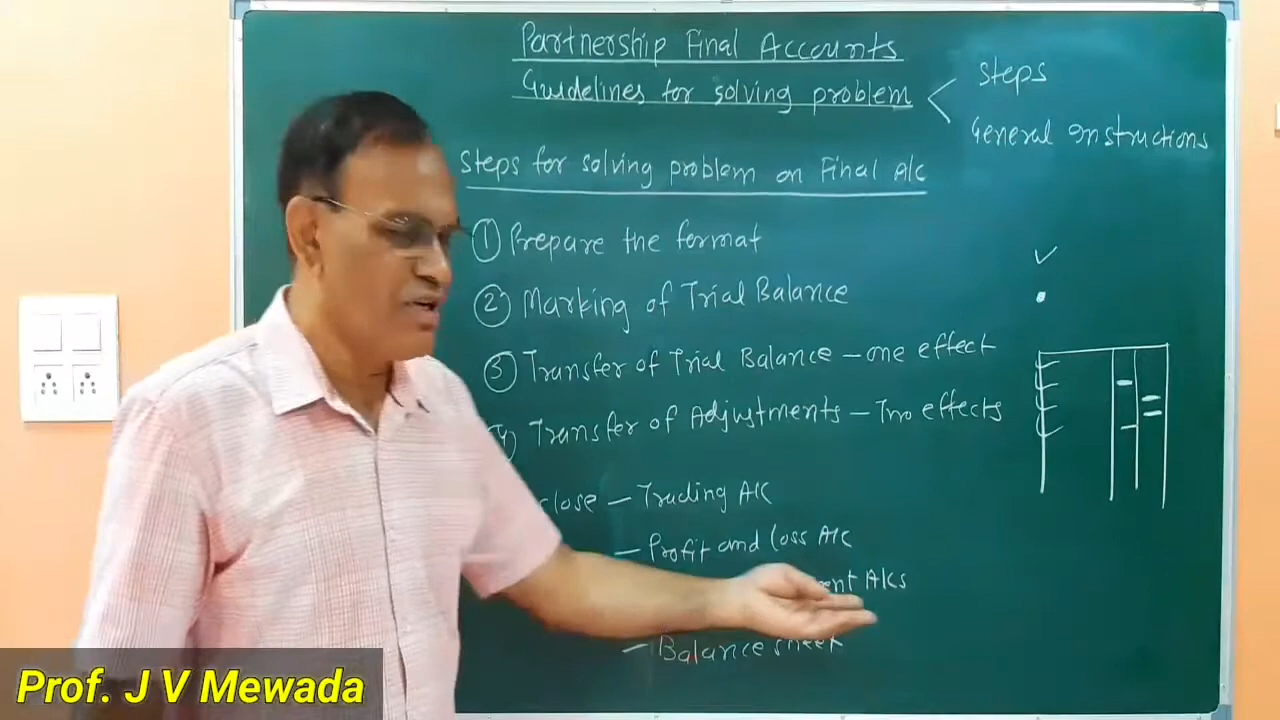 Partnership Final Accounts
Guidelines for solving problem
Steps
General Instructions
Steps for solving problem on Final A/c
① Prepare the format
② Marking of Trial Balance
③ Transfer of Trial Balance – one effect
Transfer of Adjustments – Two effects
close – Trading A/c
– Profit and Loss A/c
A/cs
– Balance sheet
Prof. J V Mewada